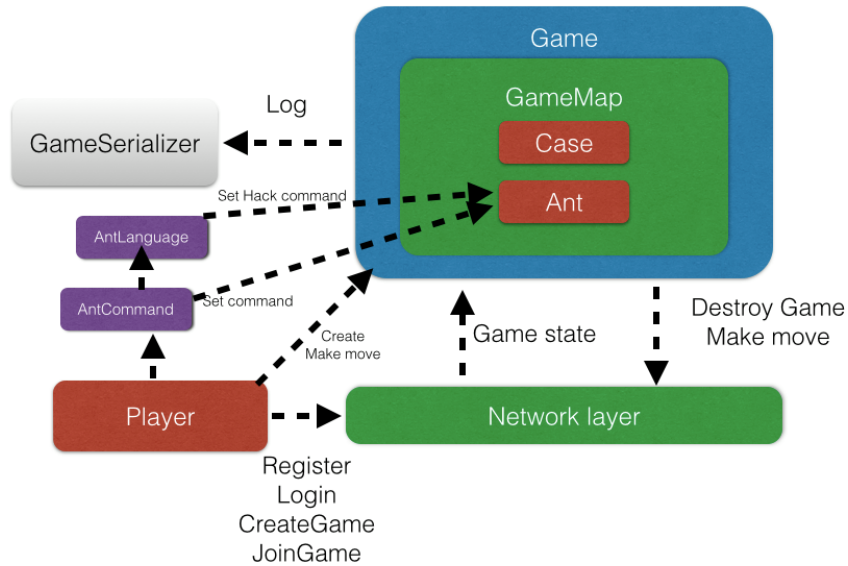 Game
GameMap
Log
Case
GameSerializer
Set Hack command
Ant
AntLanguage
AntCommand
Set command
Create
Make move
Game state
Destroy Game
Make move
Player
Network layer
Register
Login
CreateGame
JoinGame